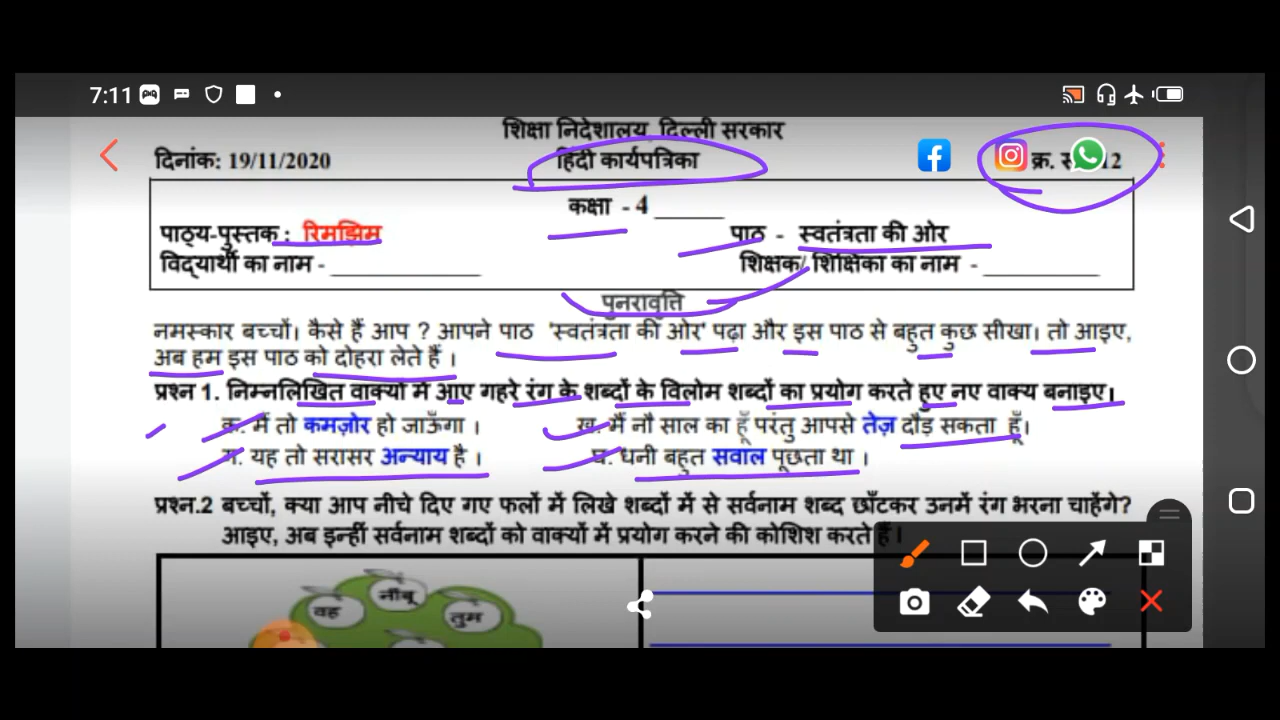 7:11
शिक्षा निदेशालय, दिल्ली सरकार
दिनांक: 19/11/2020 हिंदी कार्यपत्रिका क्र. 12
कक्षा - 4 ______
पाठ्य-पुस्तक : रिमझिम पाठ - स्वतंत्रता की ओर
विद्यार्थी का नाम - ____________ शिक्षक/ शिक्षिका का नाम - _________
पुनरावृत्ति
नमस्कार बच्चों। कैसे हैं आप ? आपने पाठ 'स्वतंत्रता की ओर' पढ़ा और इस पाठ से बहुत कुछ सीखा। तो आइए,
अब हम इस पाठ को दोहरा लेते हैं ।
प्रश्न 1. निम्नलिखित वाक्यों में आए गहरे रंग के शब्दों के विलोम शब्दों का प्रयोग करते हुए नए वाक्य बनाइए।
क. मैं तो कमज़ोर हो जाऊँगा । ख. मैं नौ साल का हूँ परंतु आपसे तेज़ दौड़ सकता हूँ।
ग. यह तो सरासर अन्याय है । घ. धनी बहुत सवाल पूछता था ।
प्रश्न.2 बच्चों, क्या आप नीचे दिए गए फलों में लिखे शब्दों में से सर्वनाम शब्द छाँटकर उनमें रंग भरना चाहेंगे?
आइए, अब इन्हीं सर्वनाम शब्दों को वाक्यों में प्रयोग करने की कोशिश करते हैं ।
नींबू
वह तुम